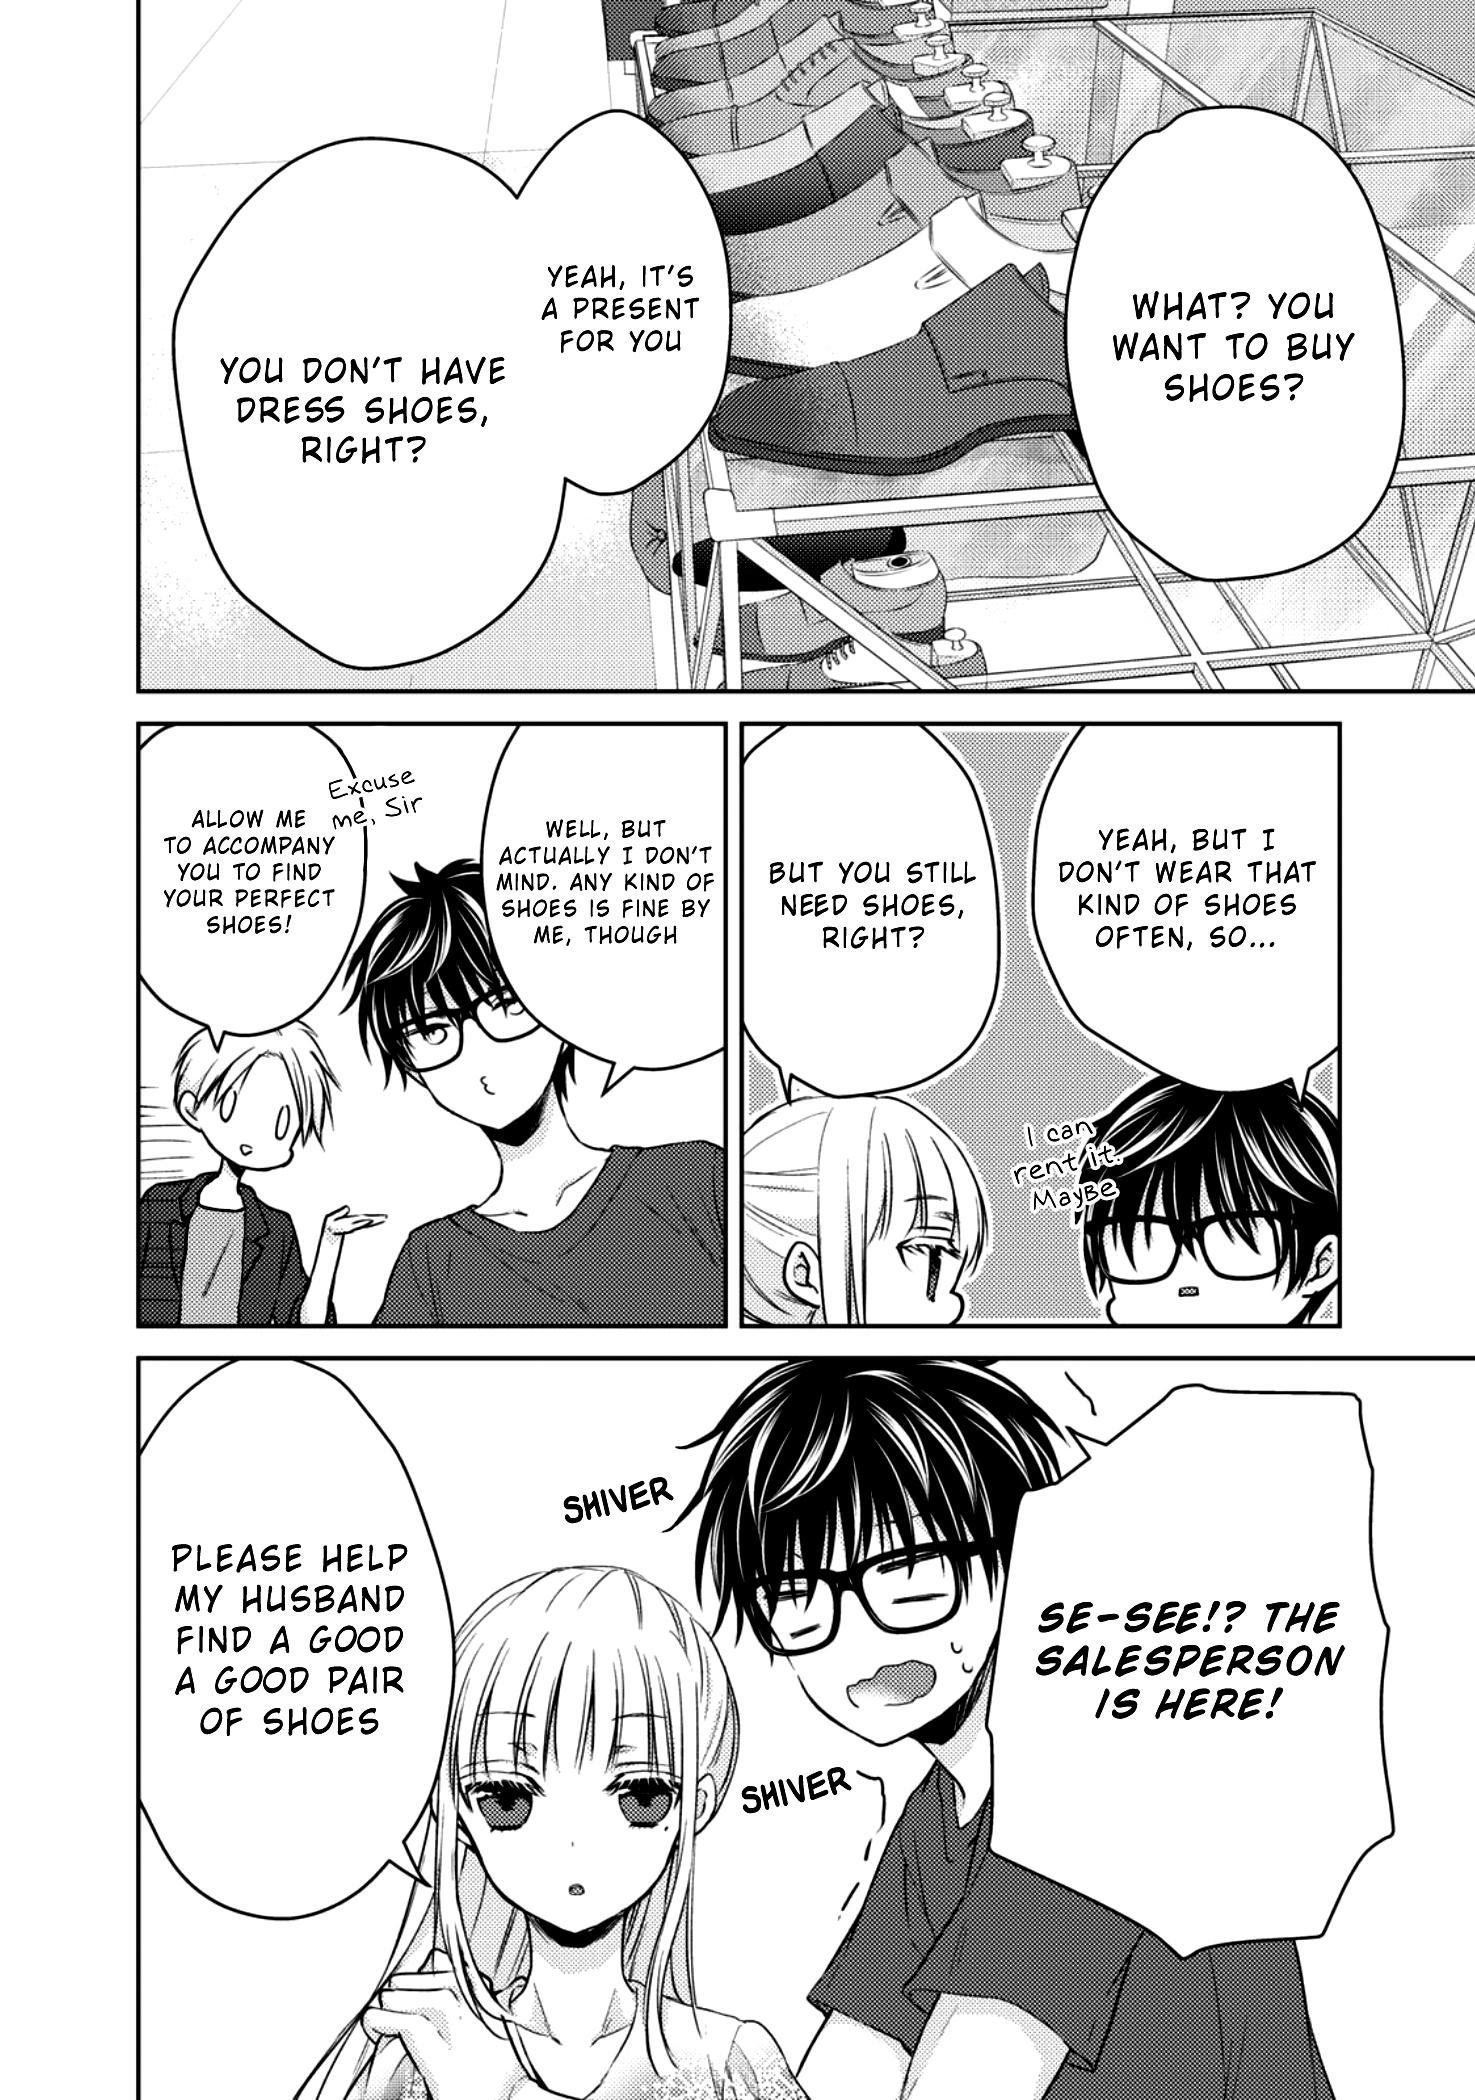 WHAT? YOU
WANT TO BUY
SHOES?
YEAH, IT'S
A PRESENT
FOR YOU
YOU DON'T HAVE
DRESS SHOES,
RIGHT?
YEAH, BUT I
DON'T WEAR THAT
KIND OF SHOES
OFTEN, SO...
I can
rent it.
MayBe
BUT YOU STILL
NEED SHOES,
RIGHT?
WELL, BUT
ACTUALLY I DON'T
MIND. ANY KIND OF
SHOES IS FINE BY
ME, THOUGH
Excuse
me, Sir
ALLOW ME
TO ACCOMPANY
YOU TO FIND
YOUR PERFECT
SHOES!
SE-SEE!? THE
SALESPERSON
IS HERE!
SHIVER
SHIVER
PLEASE HELP
MY HUSBAND
FIND A GOOD
A GOOD PAIR
OF SHOES